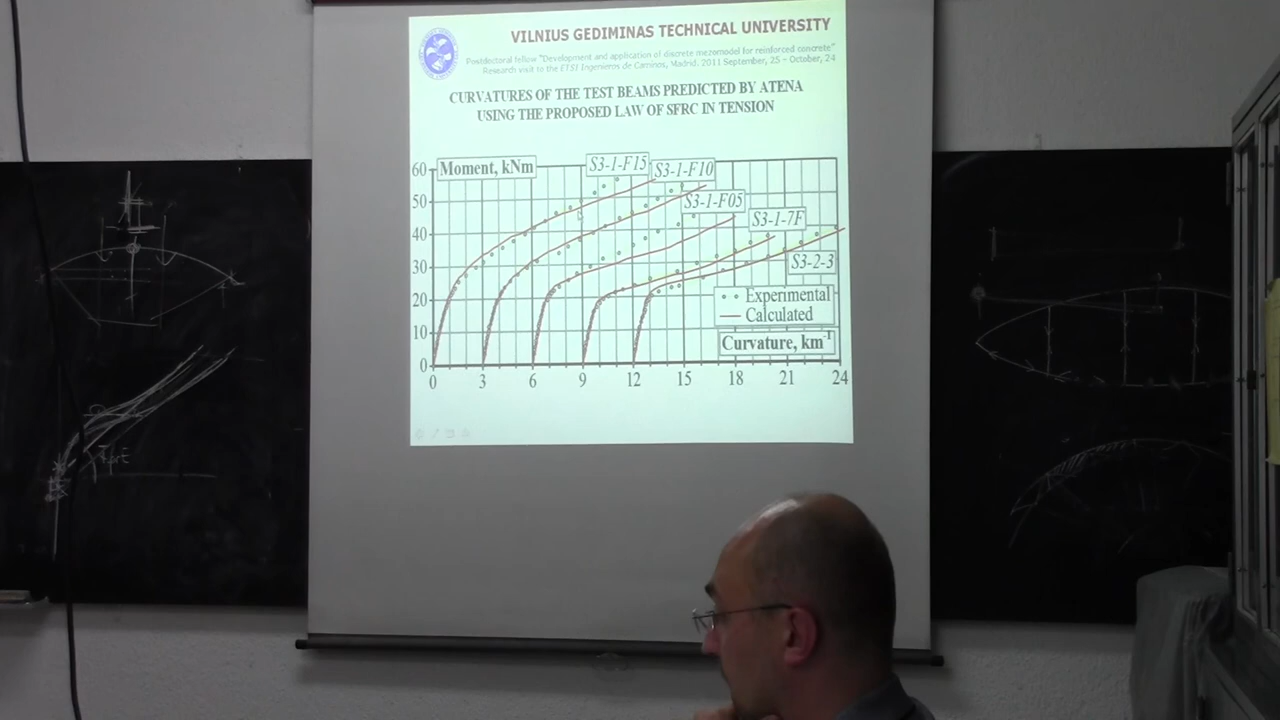 VILNIUS GEDIMINAS TECHNICAL UNIVERSITY
Postdoctoral fellow "Development and application of discrete mezomodel for reinforced concrete"
Research visit to the ETSI Ingenieros de Caminos, Madrid. 2011 September, 25 – October, 24
CURVATURES OF THE TEST BEAMS PREDICTED BY ATENA
USING THE PROPOSED LAW OF SFRC IN TENSION
Moment, kNm
S3-1-F15
S3-1-F10
S3-1-F05
S3-1-7F
S3-2-3
60
50
40
30
20
10
0
Experimental
Calculated
Curvature, km⁻¹
0 3 6 9 12 15 18 21 24